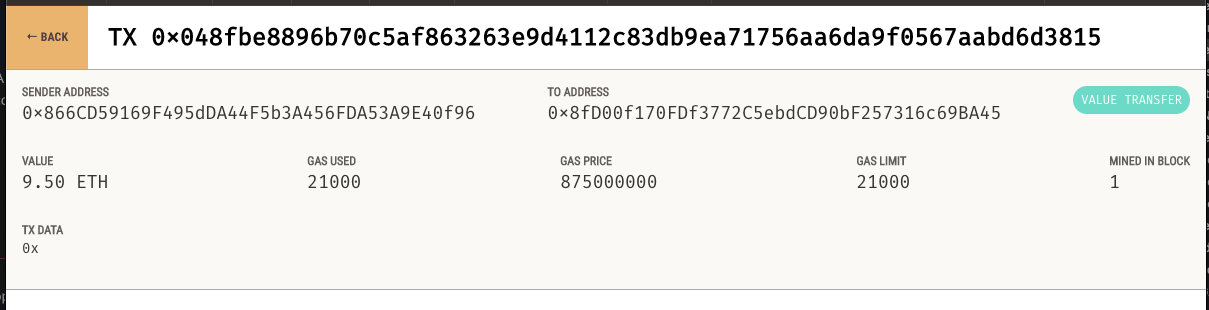 ← BACK
TX 0×048fbe8896b70c5af863263e9d4112c83db9ea71756aa6da9f0567aabd6d3815
SENDER ADDRESS
0×866CD59169F495dDA44F5b3A456FDA53A9E40f96
TO ADDRESS
0×8fD00f170FDf3772C5ebdCD90bF257316c69BA45
VALUE TRANSFER
VALUE
9.50 ETH
GAS USED
21000
GAS PRICE
875000000
GAS LIMIT
21000
MINED IN BLOCK
1
TX DATA
0x